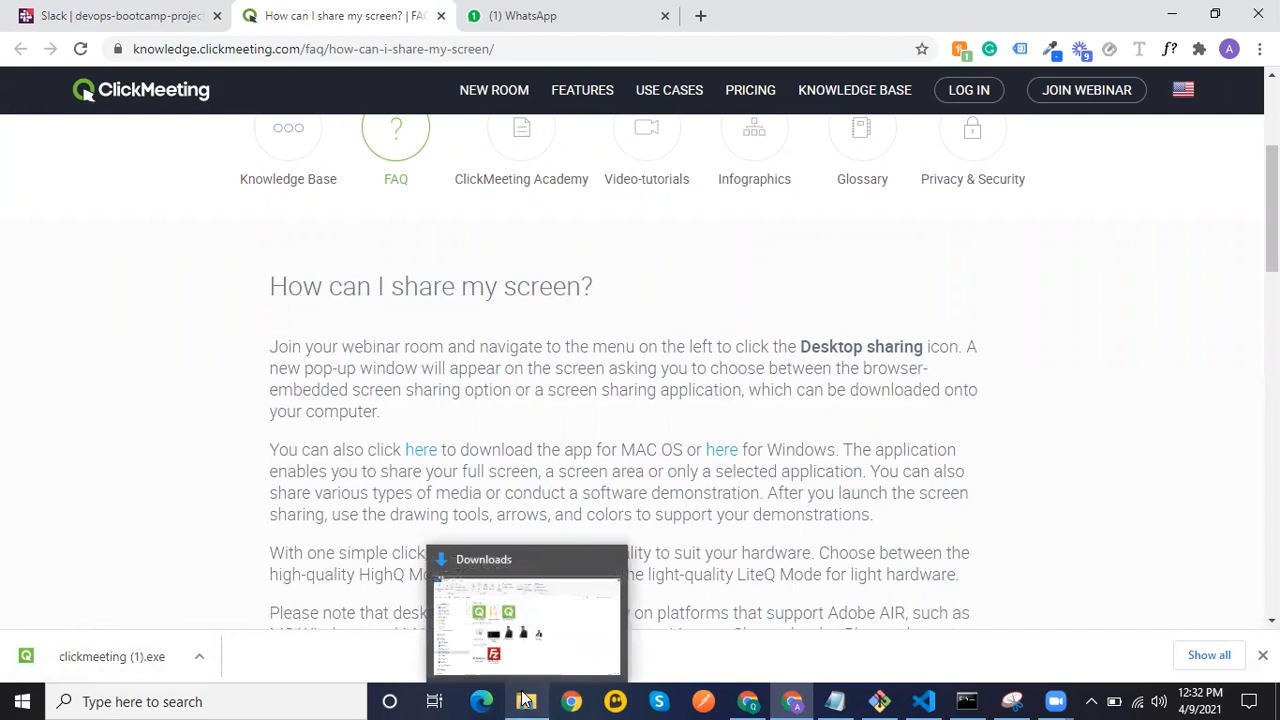 Slack | devops-bootcamp-project
How can I share my screen? | FAQ
(1) WhatsApp
knowledge.clickmeeting.com/faq/how-can-i-share-my-screen/
ClickMeeting
NEW ROOM FEATURES USE CASES PRICING KNOWLEDGE BASE LOG IN JOIN WEBINAR
Knowledge Base FAQ ClickMeeting Academy Video-tutorials Infographics Glossary Privacy & Security
How can I share my screen?
Join your webinar room and navigate to the menu on the left to click the Desktop sharing icon. A
new pop-up window will appear on the screen asking you to choose between the browser-
embedded screen sharing option or a screen sharing application, which can be downloaded onto
your computer.
You can also click here to download the app for MAC OS or here for Windows. The application
enables you to share your full screen, a screen area or only a selected application. You can also
share various types of media or conduct a software demonstration. After you launch the screen
sharing, use the drawing tools, arrows, and colors to support your demonstrations.
With one simple click to suit your hardware. Choose between the
high-quality HighQ the light-quality LiteQ Mode for light hardware.
Please note that on platforms that support Adobe AIR, such as
Downloads
clickmeeting (1).exe
Show all
Type here to search
12:32 PM
4/9/2021